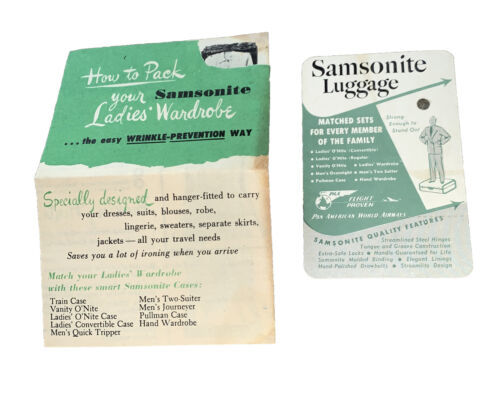 How to Pack
your Samsonite
Ladies' Wardrobe
... the easy WRINKLE-PREVENTION WAY
Specially designed and hanger-fitted to carry
your dresses, suits, blouses, robe,
lingerie, sweaters, separate skirts,
jackets — all your travel needs
Saves you a lot of ironing when you arrive
Match your Ladies' Wardrobe
with these smart Samsonite Cases:
Train Case
Vanity O'Nite
Ladies' O'Nite Case
Ladies' Convertible Case
Men's Quick Tripper
Men's Two-Suiter
Men's Journeyer
Pullman Case
Hand Wardrobe
Samsonite
Luggage
MATCHED SETS
FOR EVERY MEMBER
OF THE FAMILY
Strong
Enough to
Stand On!
• Ladies' O'Nite (Convertible)
• Ladies' O'Nite (Regular)
• Vanity O'Nite • Ladies' Wardrobe
• Men's Overnight • Men's Two Suiter
• Pullman Case • Hand Wardrobe
PAA FLIGHT
PROVEN
PAN AMERICAN WORLD AIRWAYS
SAMSONITE QUALITY FEATURES
Streamlined Steel Hinges
Tongue and Groove Construction
Extra-Safe Locks • Handle Guaranteed for Life
Samsonite Molded Binding • Elegant Linings
Hand-Polished Drawbolts • Streamlite Design